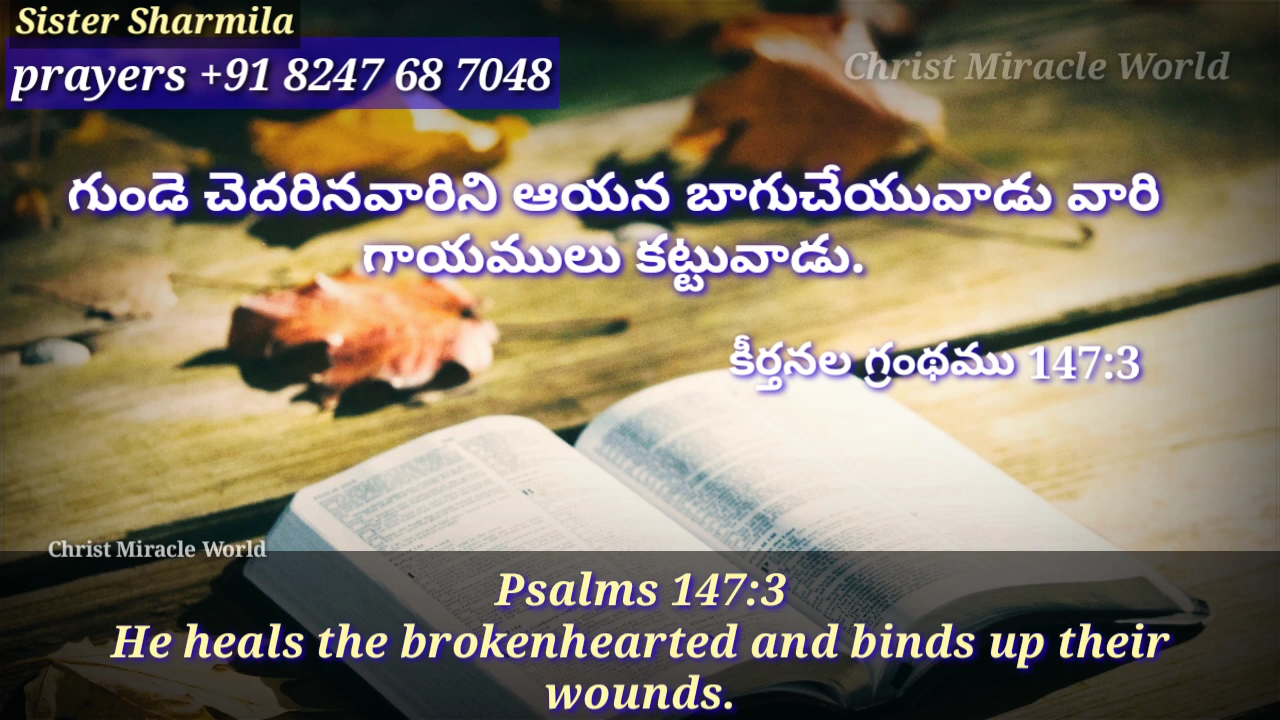 Sister Sharmila
prayers +91 8247 68 7048
Christ Miracle World
గుండె చెదరినవారిని ఆయన బాగుచేయువాడు వారి
గాయములు కట్టువాడు.
కీర్తనల గ్రంథము 147:3
Christ Miracle World
Psalms 147:3
He heals the brokenhearted and binds up their
wounds.